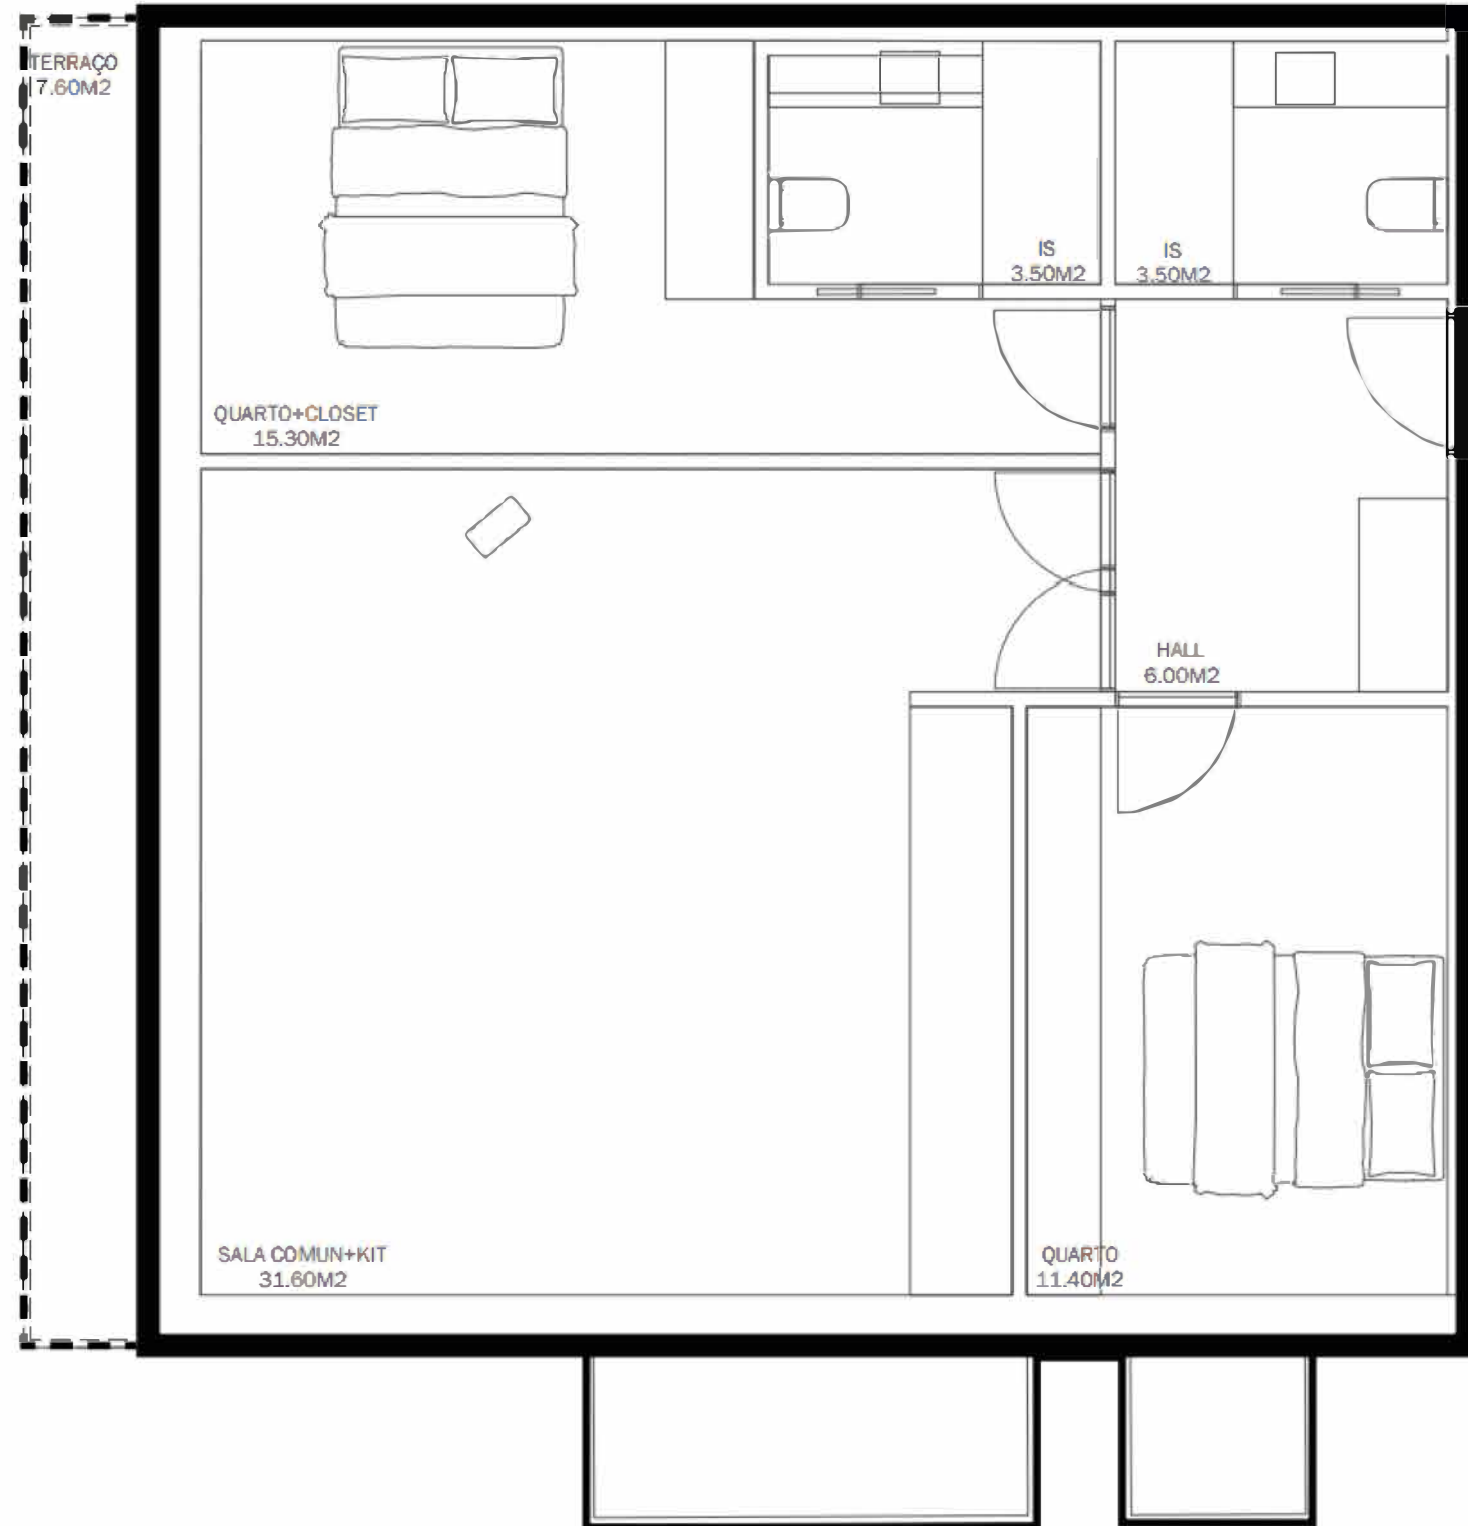 TERRAÇO
7.60M2
IS
3.50M2
IS
3.50M2
QUARTO+CLOSET
15.30M2
HALL
6.00M2
SALA COMUN+KIT
31.60M2
QUARTO
11.40M2